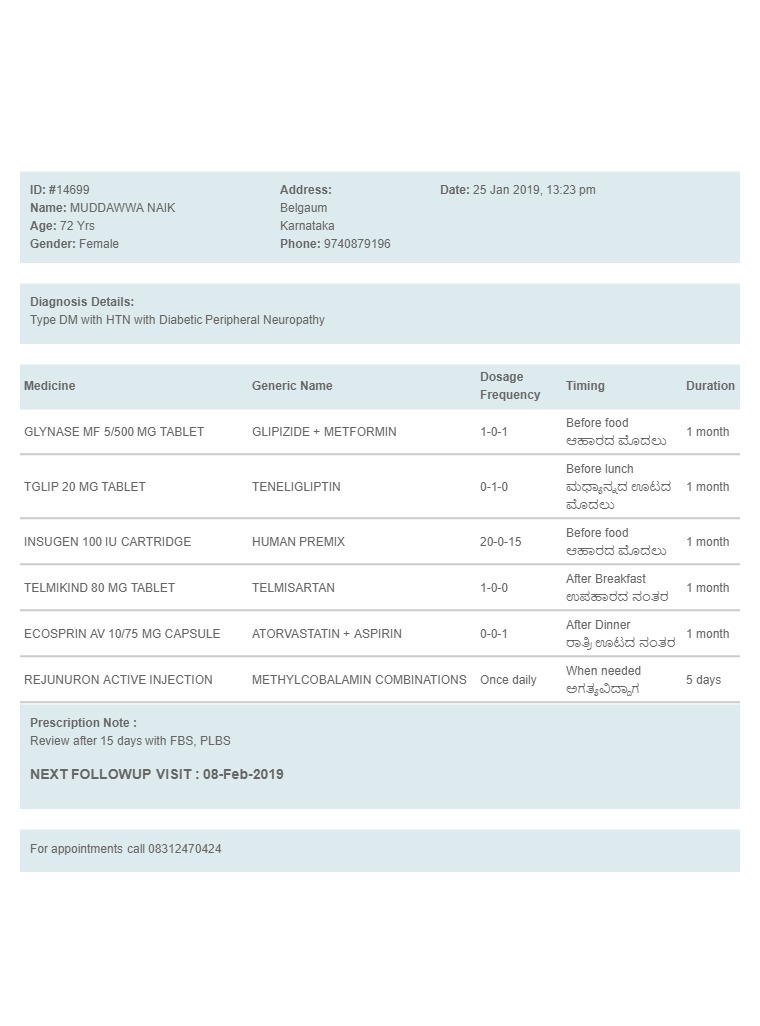 ID: #14699 Address: Date: 25 Jan 2019, 13:23 pm
Name: MUDDAWWA NAIK Belgaum
Age: 72 Yrs Karnataka
Gender: Female Phone: 9740879196
Diagnosis Details:
Type DM with HTN with Diabetic Peripheral Neuropathy
Medicine Generic Name Dosage Frequency Timing Duration
GLYNASE MF 5/500 MG TABLET GLIPIZIDE + METFORMIN 1-0-1 Before food 1 month
ಆಹಾರದ ಮೊದಲು
TGLIP 20 MG TABLET TENELIGLIPTIN 0-1-0 Before lunch 1 month
ಮಧ್ಯಾನ್ನದ ಊಟದ
ಮೊದಲು
INSUGEN 100 IU CARTRIDGE HUMAN PREMIX 20-0-15 Before food 1 month
ಆಹಾರದ ಮೊದಲು
TELMIKIND 80 MG TABLET TELMISARTAN 1-0-0 After Breakfast 1 month
ಉಪಹಾರದ ನಂತರ
ECOSPRIN AV 10/75 MG CAPSULE ATORVASTATIN + ASPIRIN 0-0-1 After Dinner 1 month
ರಾತ್ರಿ ಊಟದ ನಂತರ
REJUNURON ACTIVE INJECTION METHYLCOBALAMIN COMBINATIONS Once daily When needed 5 days
ಅಗತ್ಯವಿದ್ದಾಗ
Prescription Note :
Review after 15 days with FBS, PLBS
NEXT FOLLOWUP VISIT : 08-Feb-2019
For appointments call 08312470424